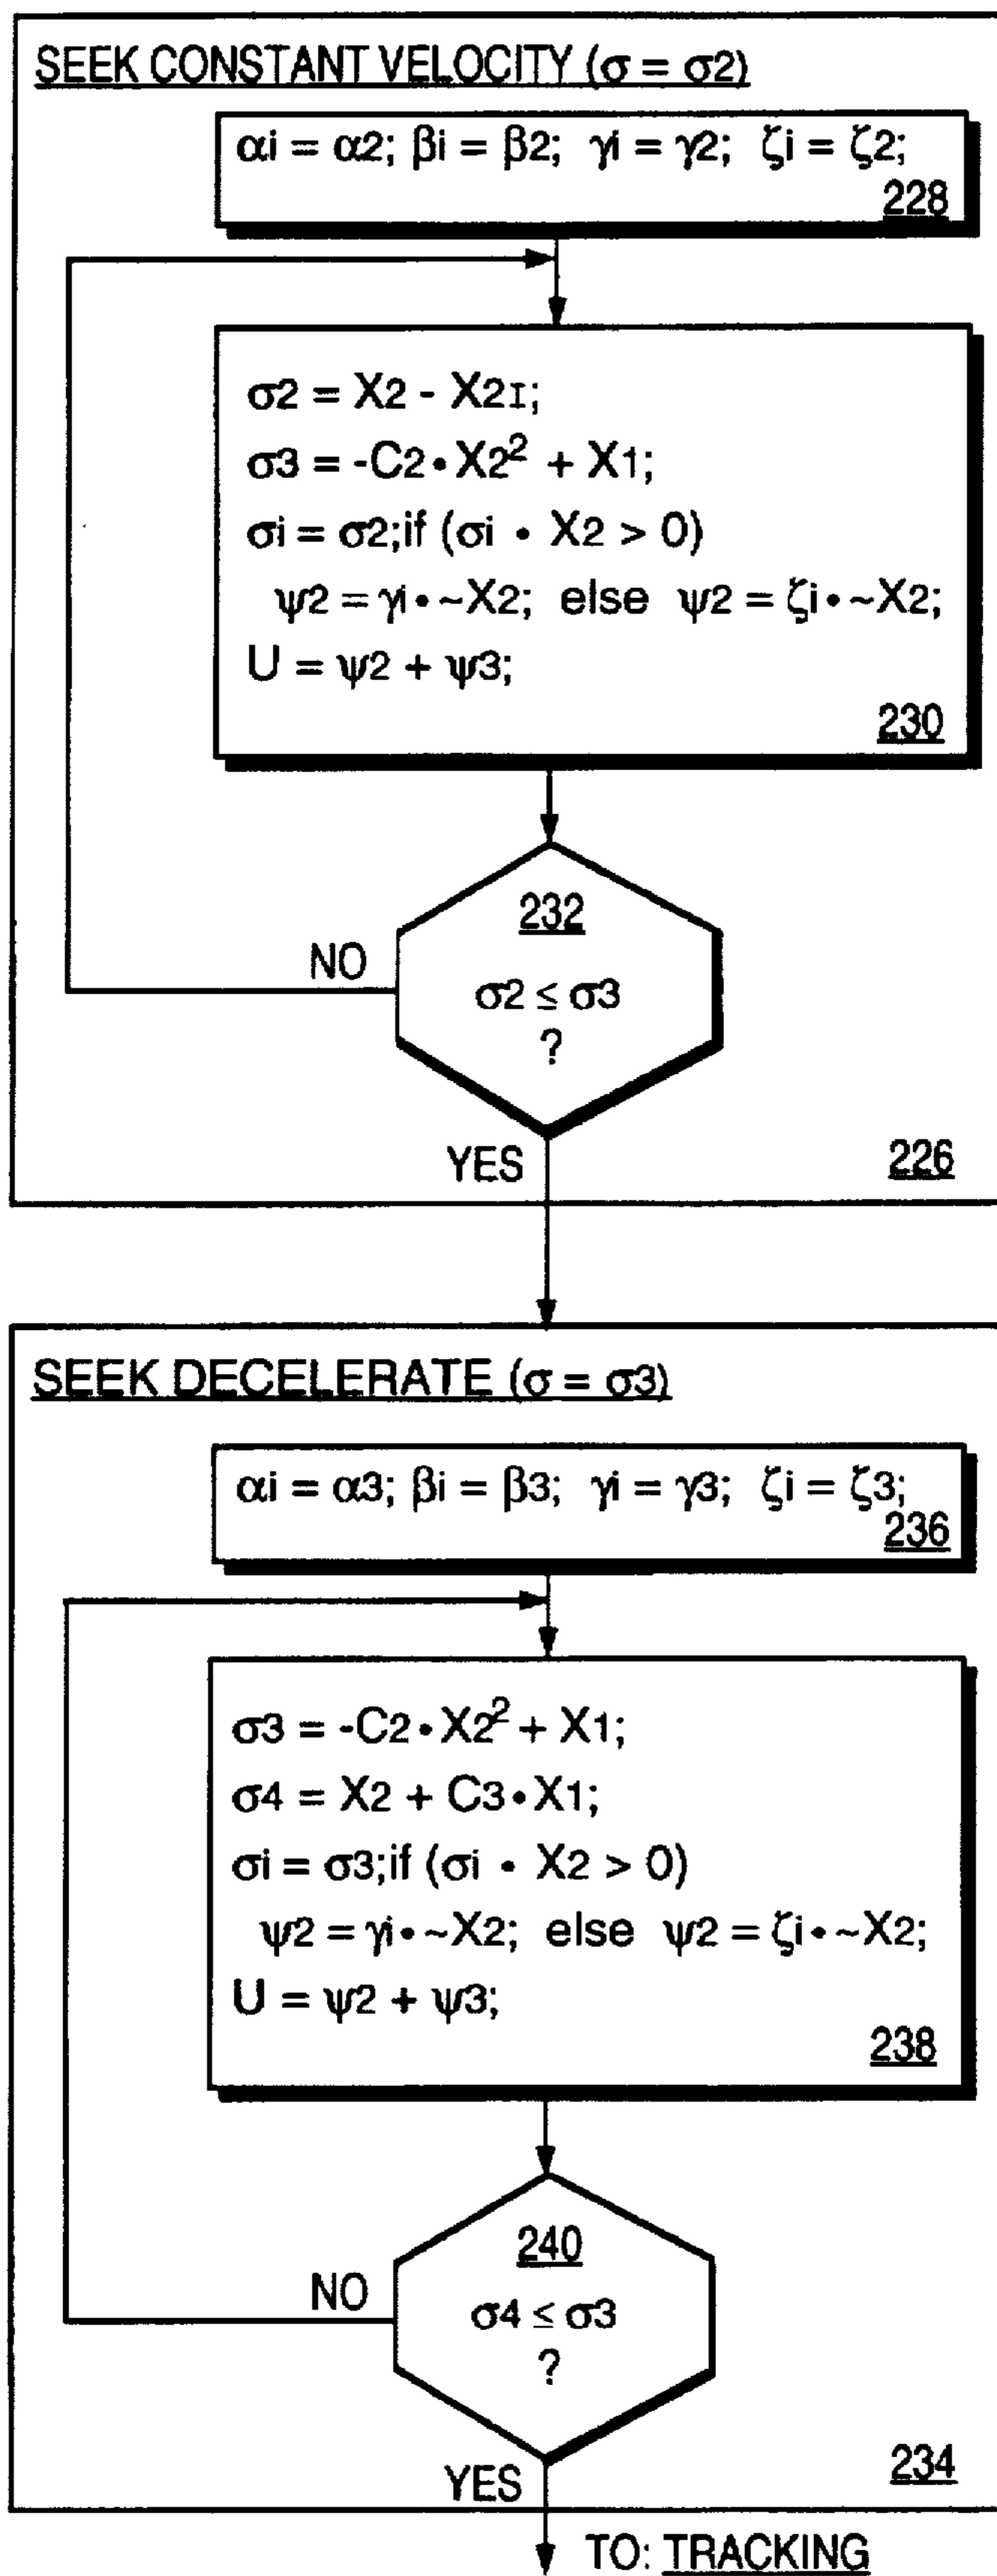 SEEK CONSTANT VELOCITY (σ = σ2)
αi = α2; βi = β2; γi = γ2; ζi = ζ2;
228
σ2 = X2 - X2I;
σ3 = -C2•X2² + X1;
σi = σ2;if (σi • X2 > 0)
ψ2 = γi•~X2; else ψ2 = ζi•~X2;
U = ψ2 + ψ3;
230
232
NO
σ2 ≤ σ3
?
YES
226
SEEK DECELERATE (σ = σ3)
αi = α3; βi = β3; γi = γ3; ζi = ζ3;
236
σ3 = -C2•X2² + X1;
σ4 = X2 + C3•X1;
σi = σ3;if (σi • X2 > 0)
ψ2 = γi•~X2; else ψ2 = ζi•~X2;
U = ψ2 + ψ3;
238
240
NO
σ4 ≤ σ3
?
YES
234
TO: TRACKING